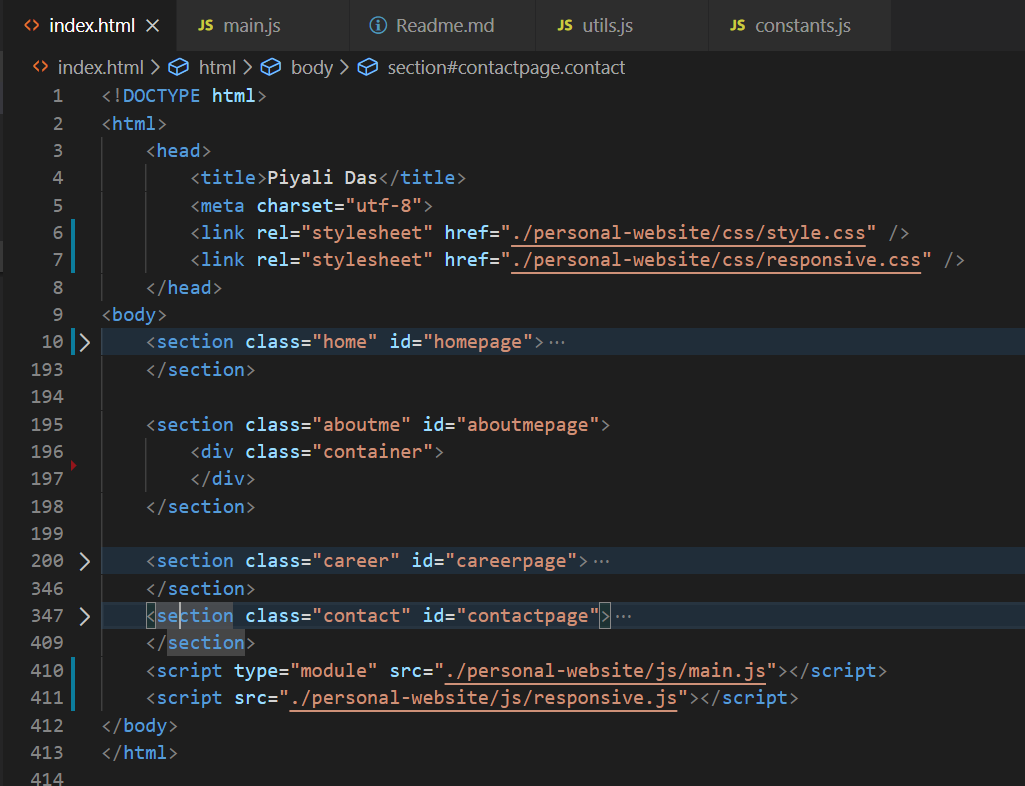 index.html
JS main.js
Readme.md
JS utils.js
JS constants.js
index.html > html > body > section#contactpage.contact
1 <!DOCTYPE html>
2 <html>
3 <head>
4 <title>Piyali Das</title>
5 <meta charset="utf-8">
6 <link rel="stylesheet" href="./personal-website/css/style.css" />
7 <link rel="stylesheet" href="./personal-website/css/responsive.css" />
8 </head>
9 <body>
10 <section class="home" id="homepage">···
193 </section>
194
195 <section class="aboutme" id="aboutmepage">
196 <div class="container">
197 </div>
198 </section>
199
200 <section class="career" id="careerpage">···
346 </section>
347 <section class="contact" id="contactpage">···
409 </section>
410 <script type="module" src="./personal-website/js/main.js"></script>
411 <script src="./personal-website/js/responsive.js"></script>
412 </body>
413 </html>
414